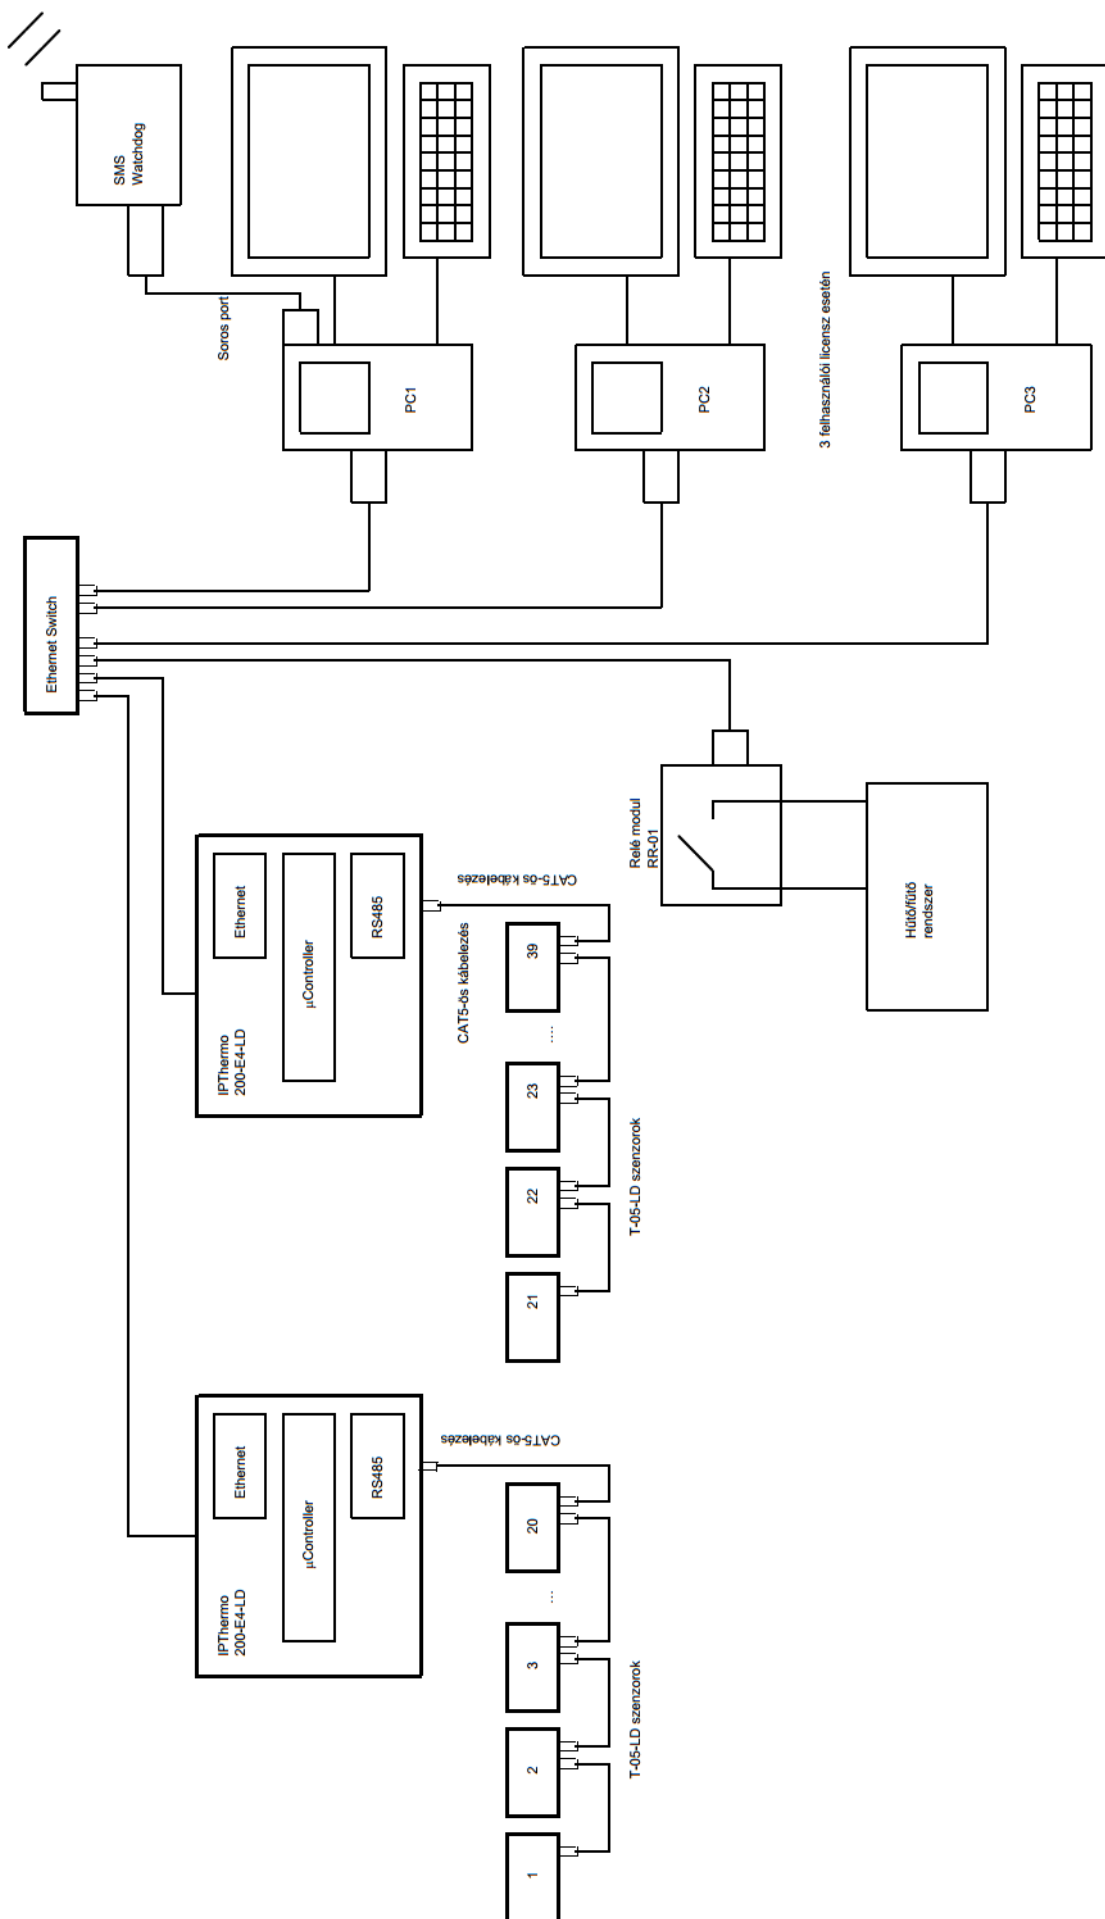 SMS
Watchdog
Soros port
PC1
PC2
3 felhasználói licensz esetén
PC3
Ethernet Switch
Relé modul
RR-01
Hűtő/fűtő
rendszer
IPThermo
200-E4-LD
Ethernet
µController
RS485
CAT5-ös kábelezés
CAT5-ös kábelezés
39
....
23
22
21
T-05-LD szenzorok
IPThermo
200-E4-LD
Ethernet
µController
RS485
CAT5-ös kábelezés
20
...
3
2
1
T-05-LD szenzorok